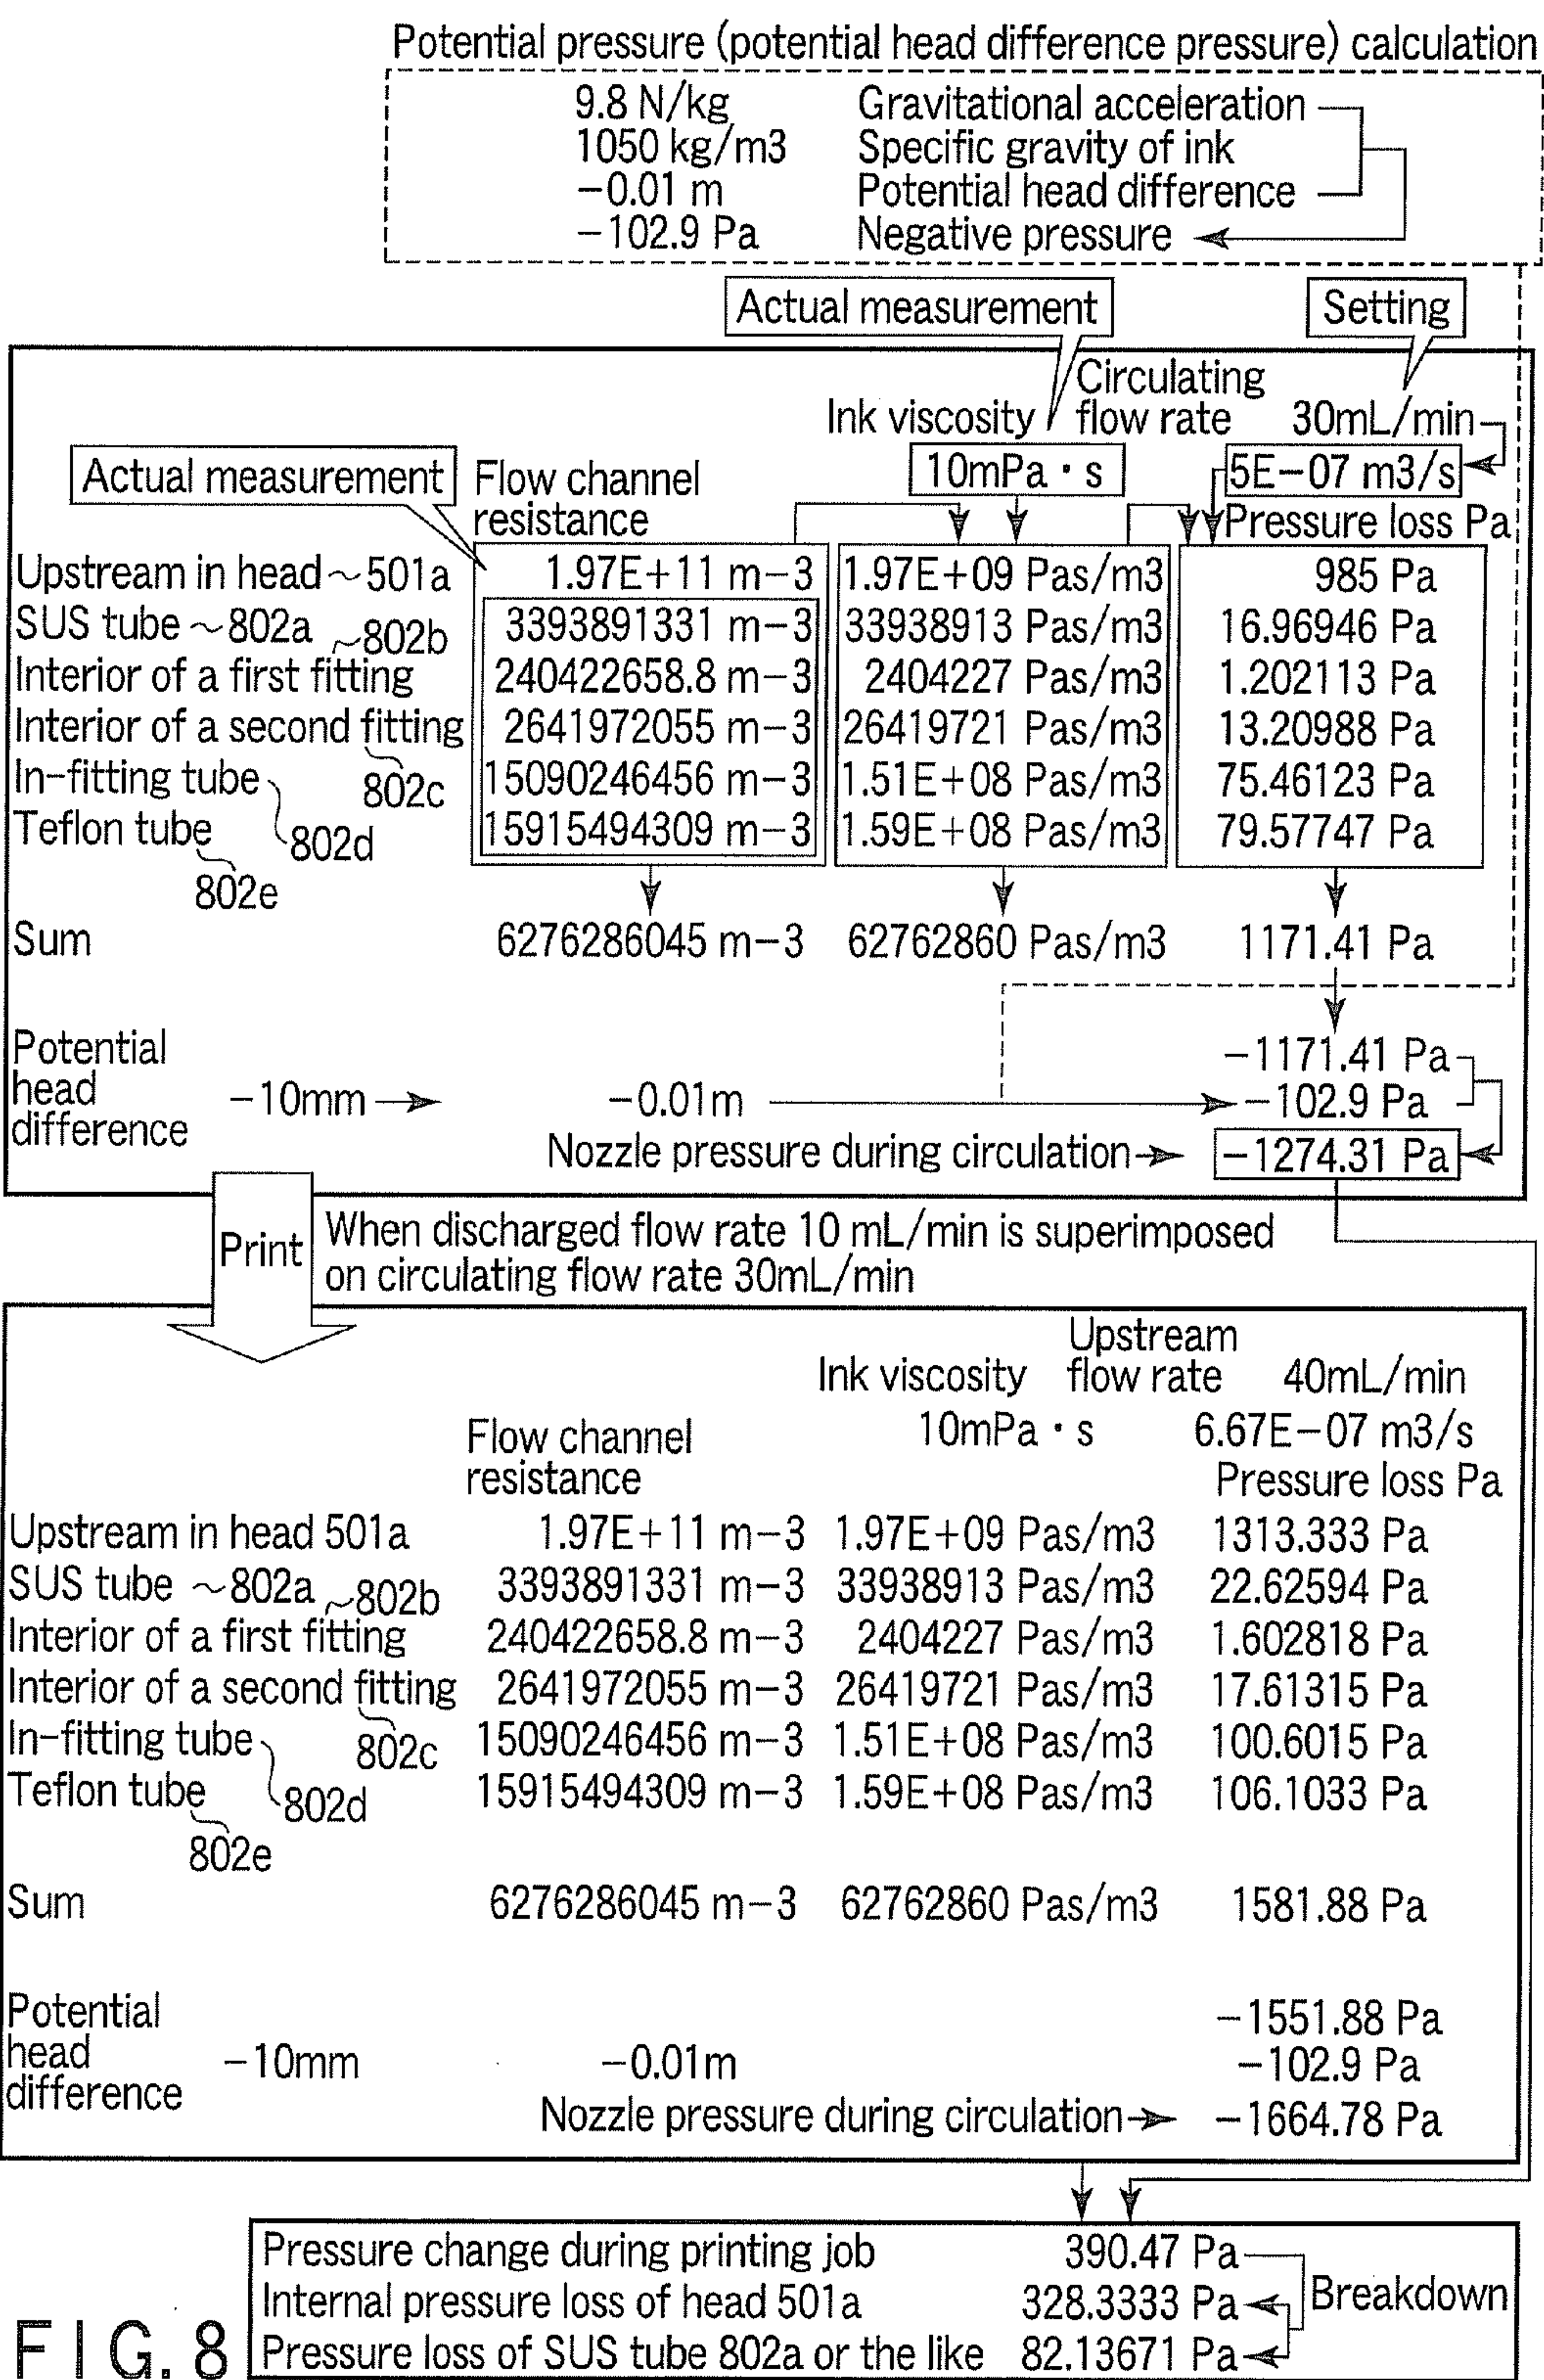 Potential pressure (potential head difference pressure) calculation
9.8 N/kg Gravitational acceleration
1050 kg/m3 Specific gravity of ink
−0.01 m Potential head difference
−102.9 Pa Negative pressure
Actual measurement Setting
Circulating
Ink viscosity flow rate 30mL/min
Actual measurement Flow channel 10mPa・s 5E−07 m3/s
resistance Pressure loss Pa
Upstream in head~501a 1.97E+11 m−3 1.97E+09 Pas/m3 985 Pa
SUS tube ~802a ~802b 3393891331 m−3 33938913 Pas/m3 16.96946 Pa
Interior of a first fitting 240422658.8 m−3 2404227 Pas/m3 1.202113 Pa
Interior of a second fitting 2641972055 m−3 26419721 Pas/m3 13.20988 Pa
In-fitting tube 802c 15090246456 m−3 1.51E+08 Pas/m3 75.46123 Pa
Teflon tube 802d 15915494309 m−3 1.59E+08 Pas/m3 79.57747 Pa
802e
Sum 6276286045 m−3 62762860 Pas/m3 1171.41 Pa
Potential −1171.41 Pa
head −10mm −0.01m −102.9 Pa
difference
Nozzle pressure during circulation −1274.31 Pa
Print When discharged flow rate 10 mL/min is superimposed
on circulating flow rate 30mL/min
Upstream
Ink viscosity flow rate 40mL/min
Flow channel 10mPa・s 6.67E−07 m3/s
resistance Pressure loss Pa
Upstream in head 501a 1.97E+11 m−3 1.97E+09 Pas/m3 1313.333 Pa
SUS tube ~802a ~802b 3393891331 m−3 33938913 Pas/m3 22.62594 Pa
Interior of a first fitting 240422658.8 m−3 2404227 Pas/m3 1.602818 Pa
Interior of a second fitting 2641972055 m−3 26419721 Pas/m3 17.61315 Pa
In-fitting tube 802c 15090246456 m−3 1.51E+08 Pas/m3 100.6015 Pa
Teflon tube 802d 15915494309 m−3 1.59E+08 Pas/m3 106.1033 Pa
802e
Sum 6276286045 m−3 62762860 Pas/m3 1581.88 Pa
Potential −1551.88 Pa
head −10mm −0.01m −102.9 Pa
difference
Nozzle pressure during circulation −1664.78 Pa
Pressure change during printing job 390.47 Pa
Internal pressure loss of head 501a 328.3333 Pa Breakdown
Pressure loss of SUS tube 802a or the like 82.13671 Pa
FIG. 8